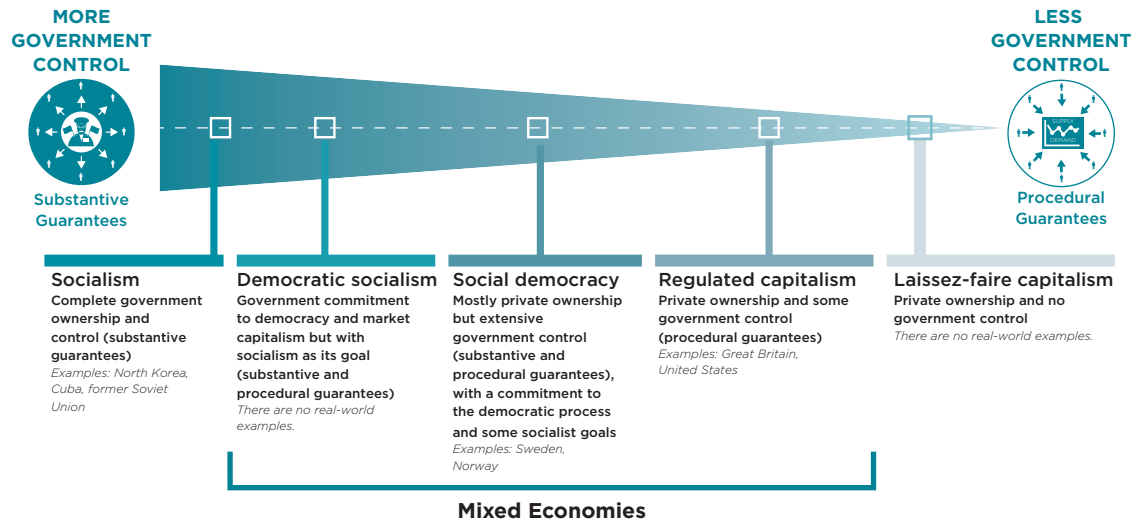 MORE
GOVERNMENT
CONTROL
Substantive
Guarantees
LESS
GOVERNMENT
CONTROL
SUPPLY
DEMAND
Procedural
Guarantees
Socialism
Complete government
ownership and
control (substantive
guarantees)
Examples: North Korea,
Cuba, former Soviet
Union
Democratic socialism
Government commitment
to democracy and market
capitalism but with
socialism as its goal
(substantive and
procedural guarantees)
There are no real-world
examples.
Social democracy
Mostly private ownership
but extensive
government control
(substantive and
procedural guarantees),
with a commitment to
the democratic process
and some socialist goals
Examples: Sweden,
Norway
Regulated capitalism
Private ownership and some
government control
(procedural guarantees)
Examples: Great Britain,
United States
Laissez-faire capitalism
Private ownership and no
government control
There are no real-world examples.
Mixed Economies